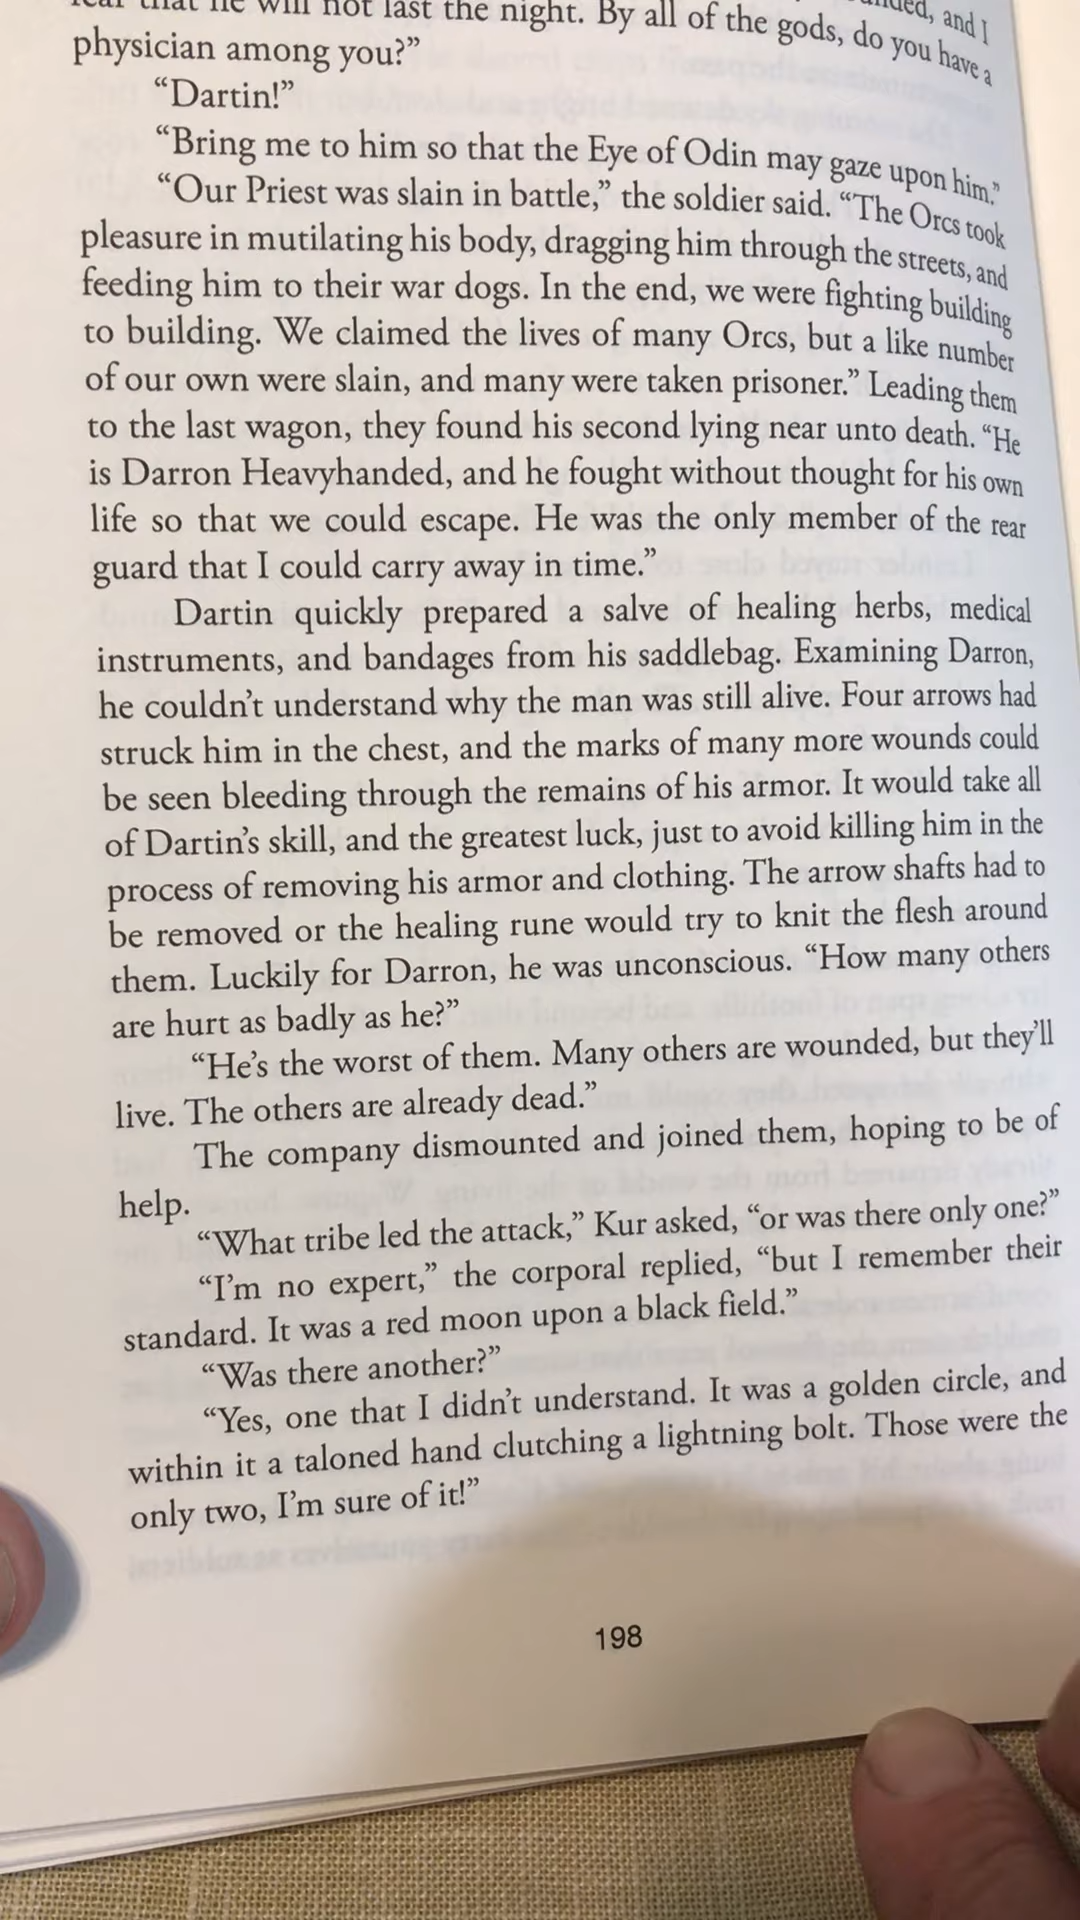 fear that he will not last the night. By all of the gods, do you have a
physician among you?”
“Dartin!”
“Bring me to him so that the Eye of Odin may gaze upon him.”
“Our Priest was slain in battle,” the soldier said. “The Orcs took
pleasure in mutilating his body, dragging him through the streets, and
feeding him to their war dogs. In the end, we were fighting building
to building. We claimed the lives of many Orcs, but a like number
of our own were slain, and many were taken prisoner.” Leading them
to the last wagon, they found his second lying near unto death. “He
is Darron Heavyhanded, and he fought without thought for his own
life so that we could escape. He was the only member of the rear
guard that I could carry away in time.”
Dartin quickly prepared a salve of healing herbs, medical
instruments, and bandages from his saddlebag. Examining Darron,
he couldn’t understand why the man was still alive. Four arrows had
struck him in the chest, and the marks of many more wounds could
be seen bleeding through the remains of his armor. It would take all
of Dartin’s skill, and the greatest luck, just to avoid killing him in the
process of removing his armor and clothing. The arrow shafts had to
be removed or the healing rune would try to knit the flesh around
them. Luckily for Darron, he was unconscious. “How many others
are hurt as badly as he?”
“He’s the worst of them. Many others are wounded, but they’ll
live. The others are already dead.”
The company dismounted and joined them, hoping to be of
help.
“What tribe led the attack,” Kur asked, “or was there only one?”
“I’m no expert,” the corporal replied, “but I remember their
standard. It was a red moon upon a black field.”
“Was there another?”
“Yes, one that I didn’t understand. It was a golden circle, and
within it a taloned hand clutching a lightning bolt. Those were the
only two, I’m sure of it!”
198